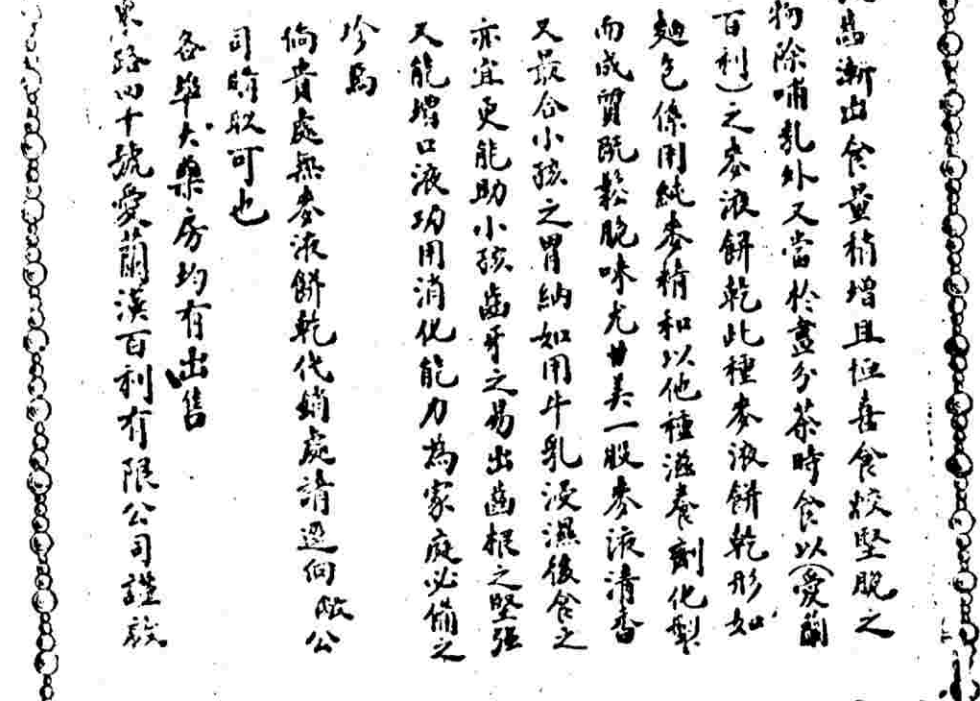 齒漸出食量稍增且恒喜食較堅脆之
物除哺乳外又當於晝分茶時食以(愛蘭
百利)之麥液餅乾此種麥液餅乾形如
麵包係用純麥精和以他種滋養劑化製
而成質既鬆脆味尤甘美一股麥液清香
又最合小孩之胃納如用牛乳浸濕後食之
亦宜更能助小孩齒牙之易出齒根之堅強
又能增口液功用消化能力為家庭必備之
珍焉
倘貴處無麥液餅乾代銷處請逕向敝公
司詢取可也
各埠大藥房均有出售
路四十號愛蘭漢百利有限公司謹啟